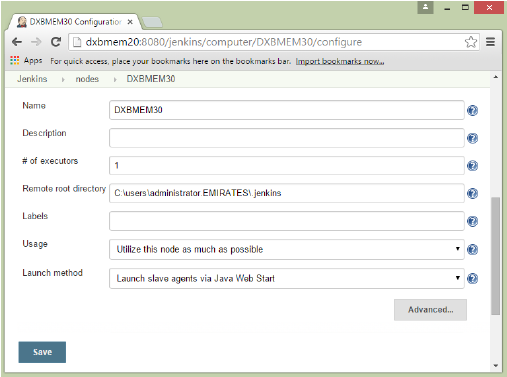 DXBMEM30 Configuration
dxbmem20:8080/jenkins/computer/DXBMEM30/configure
Apps For quick access, place your bookmarks here on the bookmarks bar. Import bookmarks now...
Jenkins nodes DXBMEM30
Name DXBMEM30
Description
# of executors 1
Remote root directory C:\users\administrator EMIRATES\.jenkins
Labels
Usage Utilize this node as much as possible
Launch method Launch slave agents via Java Web Start
Advanced...
Save